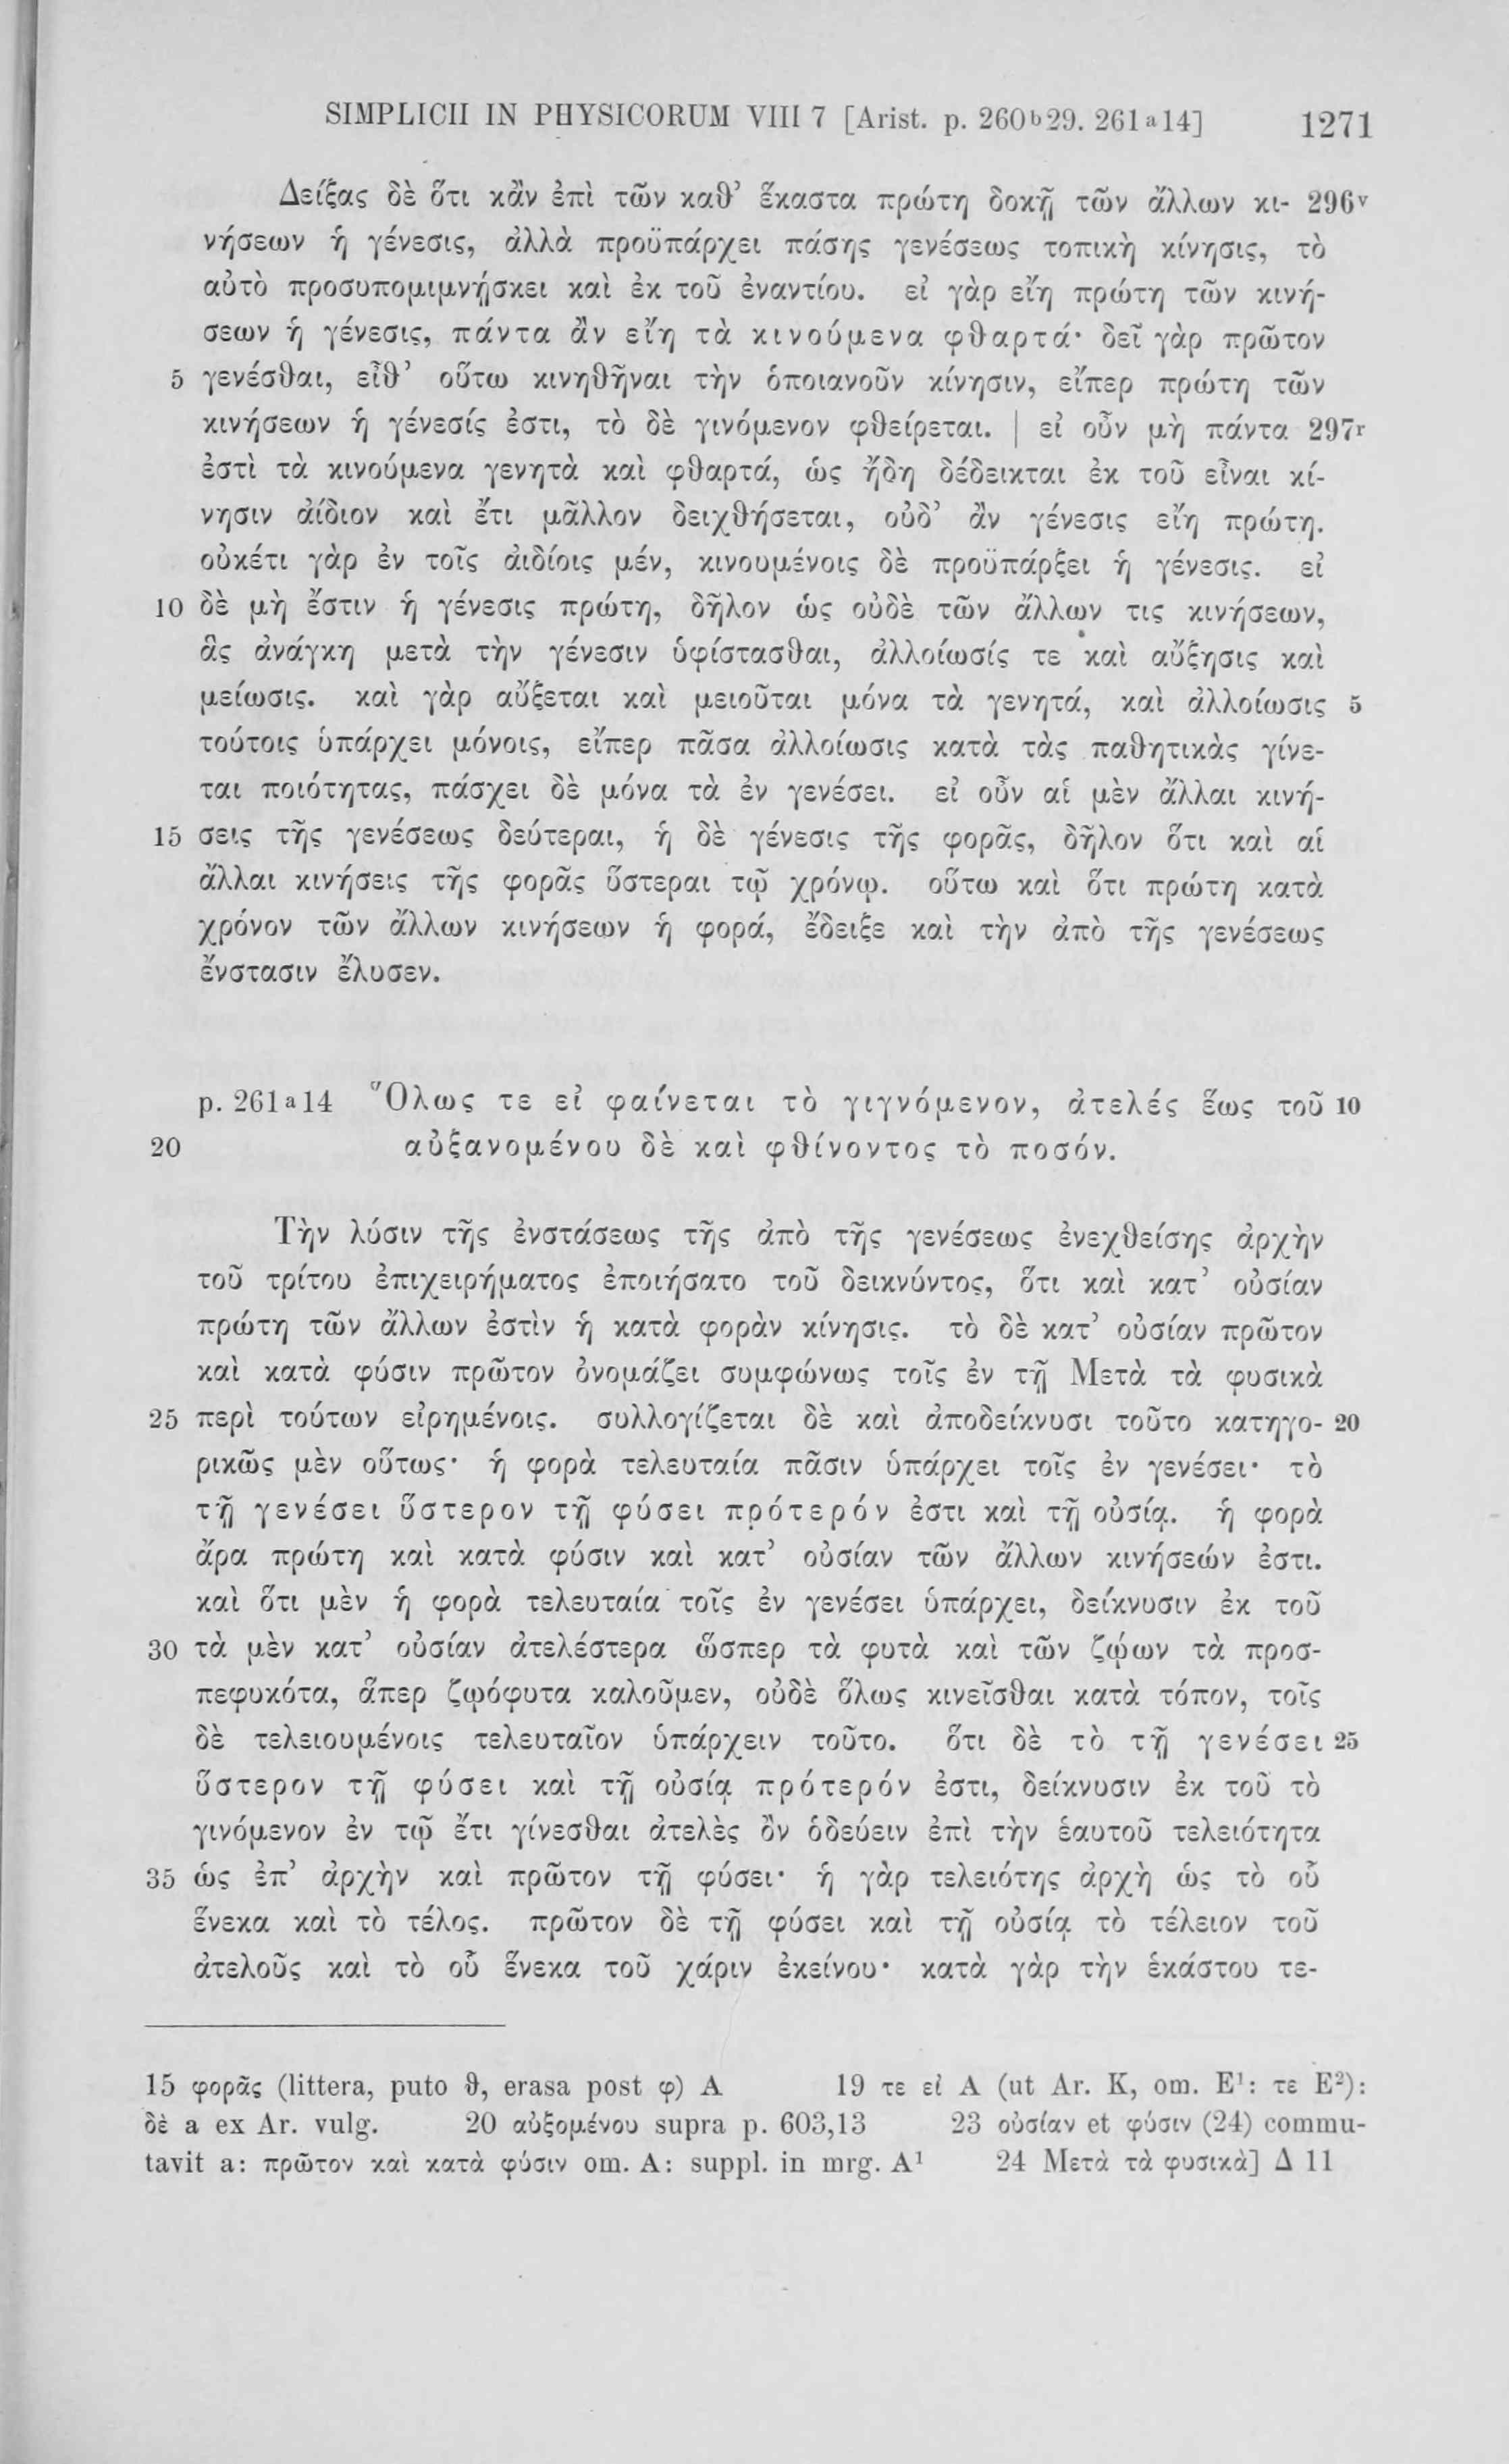 SIMPLICII IN PHYSICORUM VIII 7 [Arist. p. 260b29. 261a14] 1271
Δείξας δὲ ὅτι κἂν ἐπὶ τῶν καθ’ ἕκαστα πρώτη δοκῇ τῶν ἄλλων κι- 296v
νήσεων ἡ γένεσις, ἀλλὰ προϋπάρχει πάσης γενέσεως τοπικὴ κίνησις, τὸ
αὐτὸ προσυπομιμνῄσκει καὶ ἐκ τοῦ ἐναντίου. εἰ γὰρ εἴη πρώτη τῶν κινή-
σεων ἡ γένεσις, πάντα ἂν εἴη τὰ κινούμενα φθαρτά· δεῖ γὰρ πρῶτον
5 γενέσθαι, εἶθ’ οὕτω κινηθῆναι τὴν ὁποιανοῦν κίνησιν, εἴπερ πρώτη τῶν
κινήσεων ἡ γένεσίς ἐστι, τὸ δὲ γινόμενον φθείρεται. | εἰ οὖν μὴ πάντα 297r
ἐστὶ τὰ κινούμενα γενητὰ καὶ φθαρτά, ὡς ἤδη δέδεικται ἐκ τοῦ εἶναι κί-
νησιν ἀίδιον καὶ ἔτι μᾶλλον δειχθήσεται, οὐδ’ ἂν γένεσις εἴη πρώτη.
οὐκέτι γὰρ ἐν τοῖς ἀιδίοις μέν, κινουμένοις δὲ προϋπάρξει ἡ γένεσις. εἰ
10 δὲ μὴ ἔστιν ἡ γένεσις πρώτη, δῆλον ὡς οὐδὲ τῶν ἄλλων τις κινήσεων,
ἃς ἀνάγκη μετὰ τὴν γένεσιν ὑφίστασθαι, ἀλλοίωσίς τε καὶ αὔξησις καὶ
μείωσις. καὶ γὰρ αὔξεται καὶ μειοῦται μόνα τὰ γενητά, καὶ ἀλλοίωσις 5
τούτοις ὑπάρχει μόνοις, εἴπερ πᾶσα ἀλλοίωσις κατὰ τὰς παθητικὰς γίνε-
ται ποιότητας, πάσχει δὲ μόνα τὰ ἐν γενέσει. εἰ οὖν αἱ μὲν ἄλλαι κινή-
15 σεις τῆς γενέσεως δεύτεραι, ἡ δὲ γένεσις τῆς φορᾶς, δῆλον ὅτι καὶ αἱ
ἄλλαι κινήσεις τῆς φορᾶς ὕστεραι τῷ χρόνῳ. οὕτω καὶ ὅτι πρώτη κατὰ
χρόνον τῶν ἄλλων κινήσεων ἡ φορά, ἔδειξε καὶ τὴν ἀπὸ τῆς γενέσεως
ἔνστασιν ἔλυσεν.
p. 261a14 Ὅλως τε εἰ φαίνεται τὸ γιγνόμενον, ἀτελές ἕως τοῦ 10
20 αὐξανομένου δὲ καὶ φθίνοντος τὸ ποσόν.
Τὴν λύσιν τῆς ἐνστάσεως τῆς ἀπὸ τῆς γενέσεως ἐνεχθείσης ἀρχὴν
τοῦ τρίτου ἐπιχειρήματος ἐποιήσατο τοῦ δεικνύντος, ὅτι καὶ κατ’ οὐσίαν
πρώτη τῶν ἄλλων ἐστὶν ἡ κατὰ φορὰν κίνησις. τὸ δὲ κατ’ οὐσίαν πρῶτον
καὶ κατὰ φύσιν πρῶτον ὀνομάζει συμφώνως τοῖς ἐν τῇ Μετὰ τὰ φυσικὰ
25 περὶ τούτων εἰρημένοις. συλλογίζεται δὲ καὶ ἀποδείκνυσι τοῦτο κατηγο- 20
ρικῶς μὲν οὕτως· ἡ φορὰ τελευταία πᾶσιν ὑπάρχει τοῖς ἐν γενέσει· τὸ
τῇ γενέσει ὕστερον τῇ φύσει πρότερόν ἐστι καὶ τῇ οὐσίᾳ. ἡ φορὰ
ἄρα πρώτη καὶ κατὰ φύσιν καὶ κατ’ οὐσίαν τῶν ἄλλων κινήσεών ἐστι.
καὶ ὅτι μὲν ἡ φορὰ τελευταία τοῖς ἐν γενέσει ὑπάρχει, δείκνυσιν ἐκ τοῦ
30 τὰ μὲν κατ’ οὐσίαν ἀτελέστερα ὥσπερ τὰ φυτὰ καὶ τῶν ζῴων τὰ προσ-
πεφυκότα, ἅπερ ζῳόφυτα καλοῦμεν, οὐδὲ ὅλως κινεῖσθαι κατὰ τόπον, τοῖς
δὲ τελειουμένοις τελευταῖον ὑπάρχειν τοῦτο. ὅτι δὲ τὸ τῇ γενέσει 25
ὕστερον τῇ φύσει καὶ τῇ οὐσίᾳ πρότερόν ἐστι, δείκνυσιν ἐκ τοῦ τὸ
γινόμενον ἐν τῷ ἔτι γίνεσθαι ἀτελὲς ὂν ὁδεύειν ἐπὶ τὴν ἑαυτοῦ τελειότητα
35 ὡς ἐπ’ ἀρχὴν καὶ πρῶτον τῇ φύσει· ἡ γὰρ τελειότης ἀρχὴ ὡς τὸ οὗ
ἕνεκα καὶ τὸ τέλος. πρῶτον δὲ τῇ φύσει καὶ τῇ οὐσίᾳ τὸ τέλειον τοῦ
ἀτελοῦς καὶ τὸ οὗ ἕνεκα τοῦ χάριν ἐκείνου· κατὰ γὰρ τὴν ἑκάστου τε-
15 φορᾶς (littera, puto θ, erasa post φ) A 19 τε εἰ A (ut Ar. K, om. E¹: τε E²):
δὲ a ex Ar. vulg. 20 αὐξομένου supra p. 603,13 23 οὐσίαν et φύσιν (24) commu-
tavit a: πρῶτον καὶ κατὰ φύσιν om. A: suppl. in mrg. A¹ 24 Μετὰ τὰ φυσικὰ] Δ 11